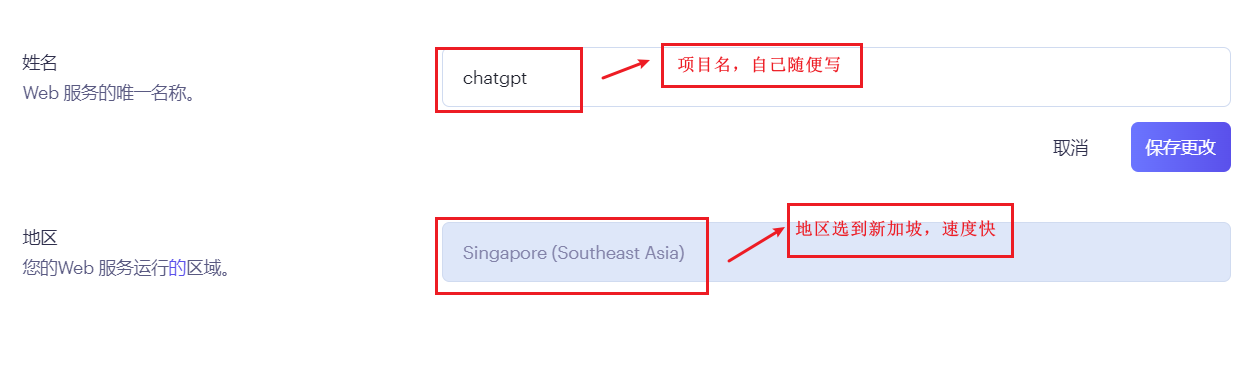 姓名
Web 服务的唯一名称。
chatgpt
项目名，自己随便写
取消
保存更改
地区
您的Web 服务运行的区域。
Singapore (Southeast Asia)
地区选到新加坡，速度快